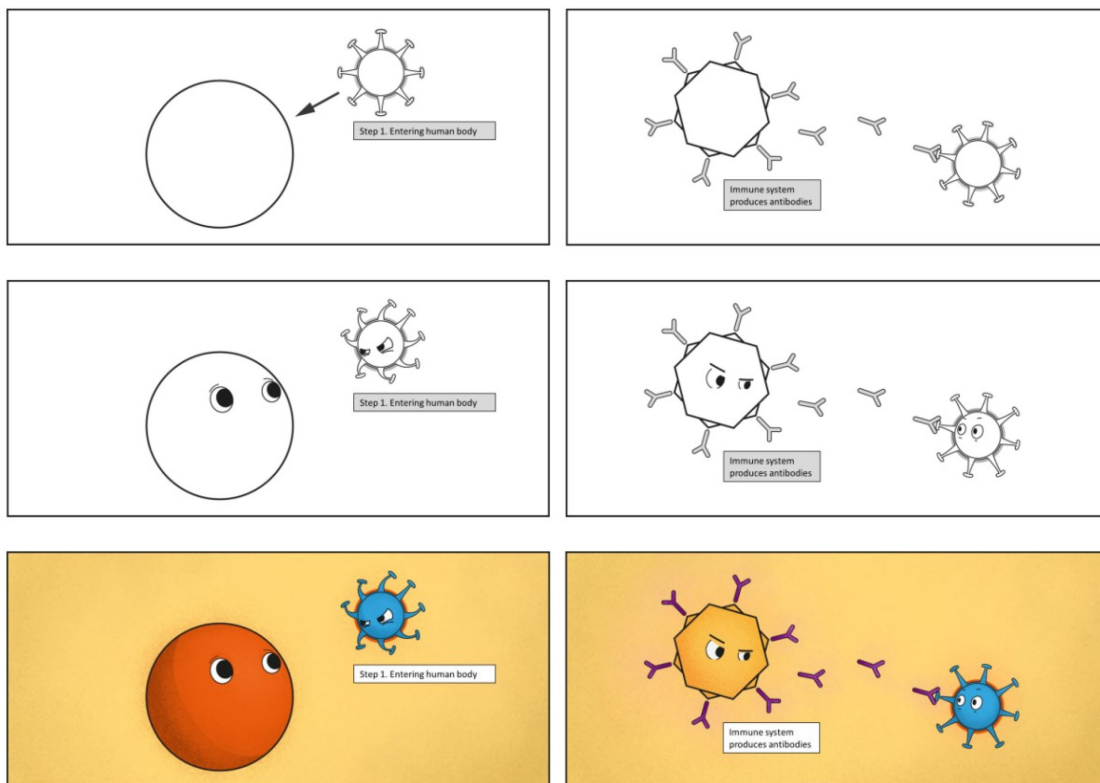 Step 1. Entering human body
Immune system
produces antibodies
Step 1. Entering human body
Immune system
produces antibodies
Step 1. Entering human body
Immune system
produces antibodies